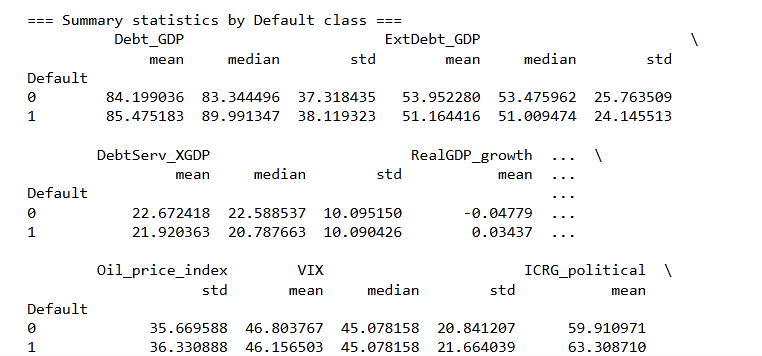 === Summary statistics by Default class ===
Debt_GDP ExtDebt_GDP \
mean median std mean median std
Default
0 84.199036 83.344496 37.318435 53.952280 53.475962 25.763509
1 85.475183 89.991347 38.119323 51.164416 51.009474 24.145513
DebtServ_XGDP RealGDP_growth ... \
mean median std mean ...
Default ...
0 22.672418 22.588537 10.095150 -0.04779 ...
1 21.920363 20.787663 10.090426 0.03437 ...
Oil_price_index VIX ICRG_political \
std mean median std mean
Default
0 35.669588 46.803767 45.078158 20.841207 59.910971
1 36.330888 46.156503 45.078158 21.664039 63.308710